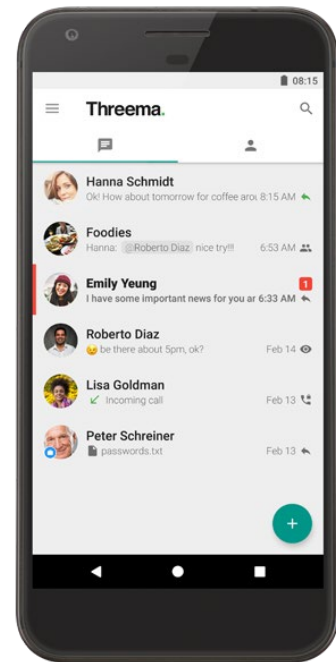 08:15
Threema.
Hanna Schmidt
Ok! How about tomorrow for coffee arou 8:15 AM
Foodies
Hanna: @Roberto Diaz nice try!!! 6:53 AM
Emily Yeung 1
I have some important news for you ar 6:33 AM
Roberto Diaz
be there about 5pm, ok? Feb 14
Lisa Goldman
Incoming call Feb 13
Peter Schreiner
passwords.txt Feb 13